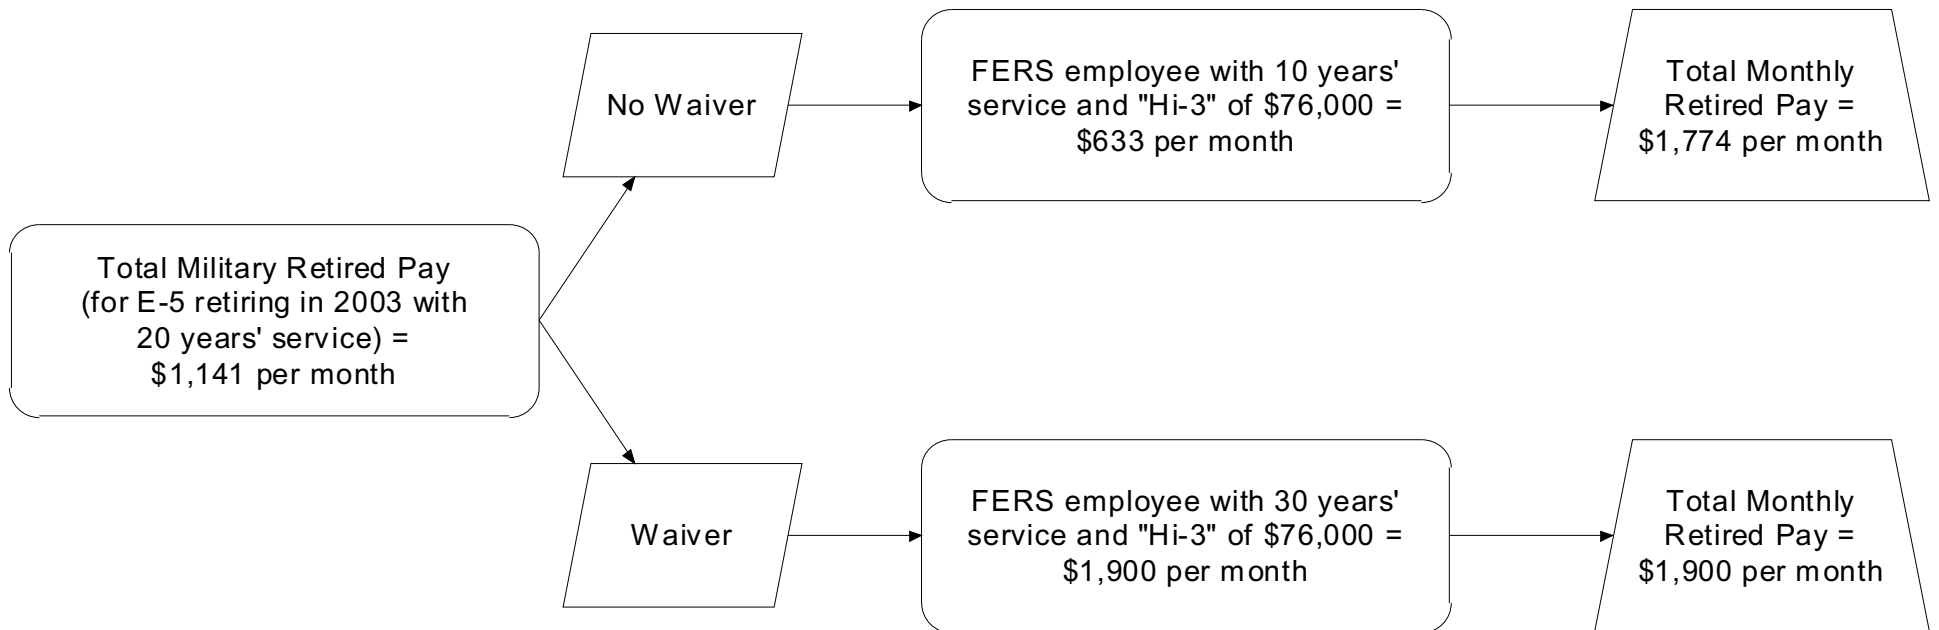 Total Military Retired Pay
(for E-5 retiring in 2003 with
20 years' service) =
$1,141 per month
No Waiver
FERS employee with 10 years'
service and "Hi-3" of $76,000 =
$633 per month
Total Monthly
Retired Pay =
$1,774 per month
Waiver
FERS employee with 30 years'
service and "Hi-3" of $76,000 =
$1,900 per month
Total Monthly
Retired Pay =
$1,900 per month